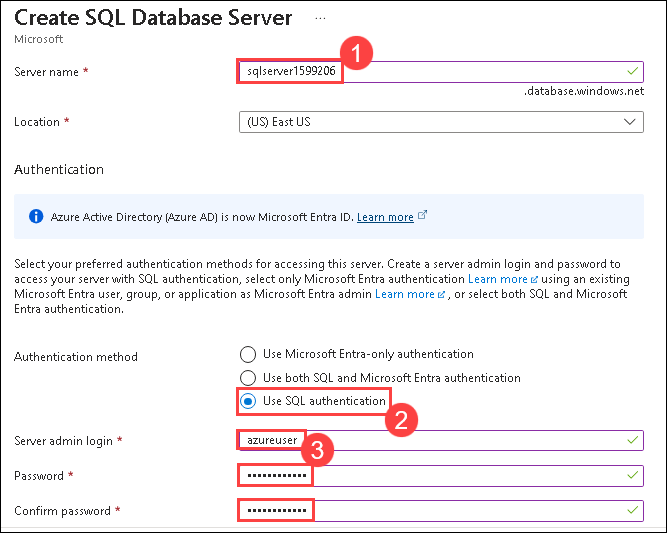 Create SQL Database Server ...
Microsoft
1
Server name * sqlserver1599206
.database.windows.net
Location * (US) East US
Authentication
Azure Active Directory (Azure AD) is now Microsoft Entra ID. Learn more
Select your preferred authentication methods for accessing this server. Create a server admin login and password to
access your server with SQL authentication, select only Microsoft Entra authentication Learn more using an existing
Microsoft Entra user, group, or application as Microsoft Entra admin Learn more , or select both SQL and Microsoft
Entra authentication.
Authentication method
Use Microsoft Entra-only authentication
Use both SQL and Microsoft Entra authentication
Use SQL authentication
2
Server admin login * azureuser
3
Password * ••••••••••••
Confirm password * ••••••••••••